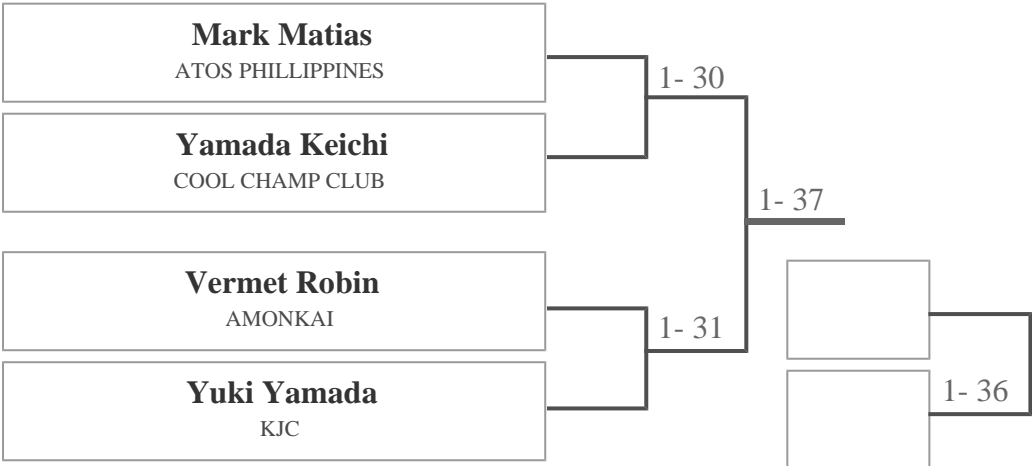 Mark Matias
ATOS PHILLIPPINES
1- 30
Yamada Keichi
COOL CHAMP CLUB
1- 37
Vermet Robin
AMONKAI
1- 31
Yuki Yamada
KJC
1- 36